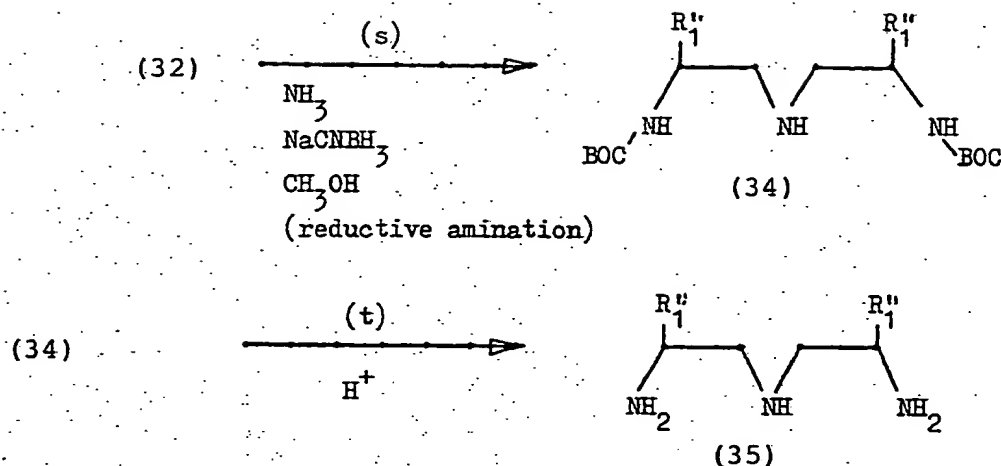 (s)
R₁" R₁"
(32)
NH₃
NH NH NH
NaCNBH₃
BOC BOC
CH₃OH
(34)
(reductive amination)
(t)
R₁" R₁"
(34)
H⁺
NH₂ NH NH₂
(35)